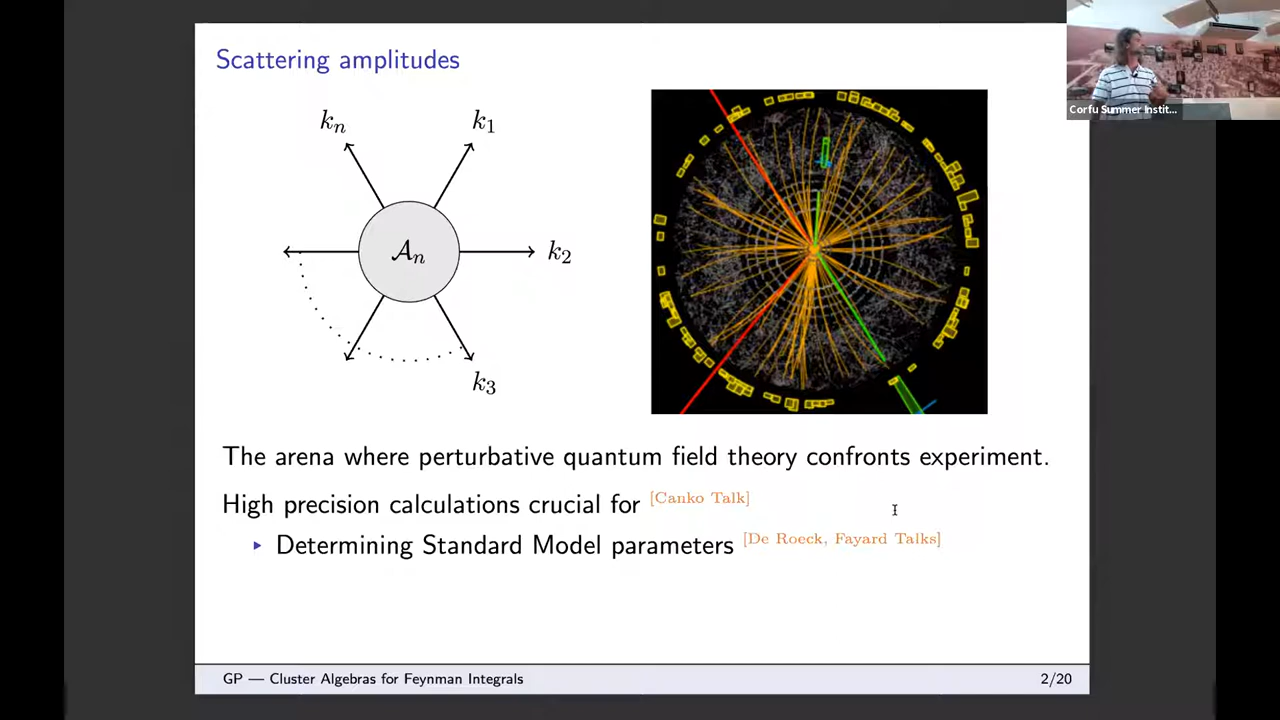 Scattering amplitudes
k_n
k_1
A_n
k_2
k_3
The arena where perturbative quantum field theory confronts experiment.
High precision calculations crucial for [Canko Talk]
▸ Determining Standard Model parameters [De Roeck, Fayard Talks]
GP — Cluster Algebras for Feynman Integrals
2/20
Corfu Summer Instit...